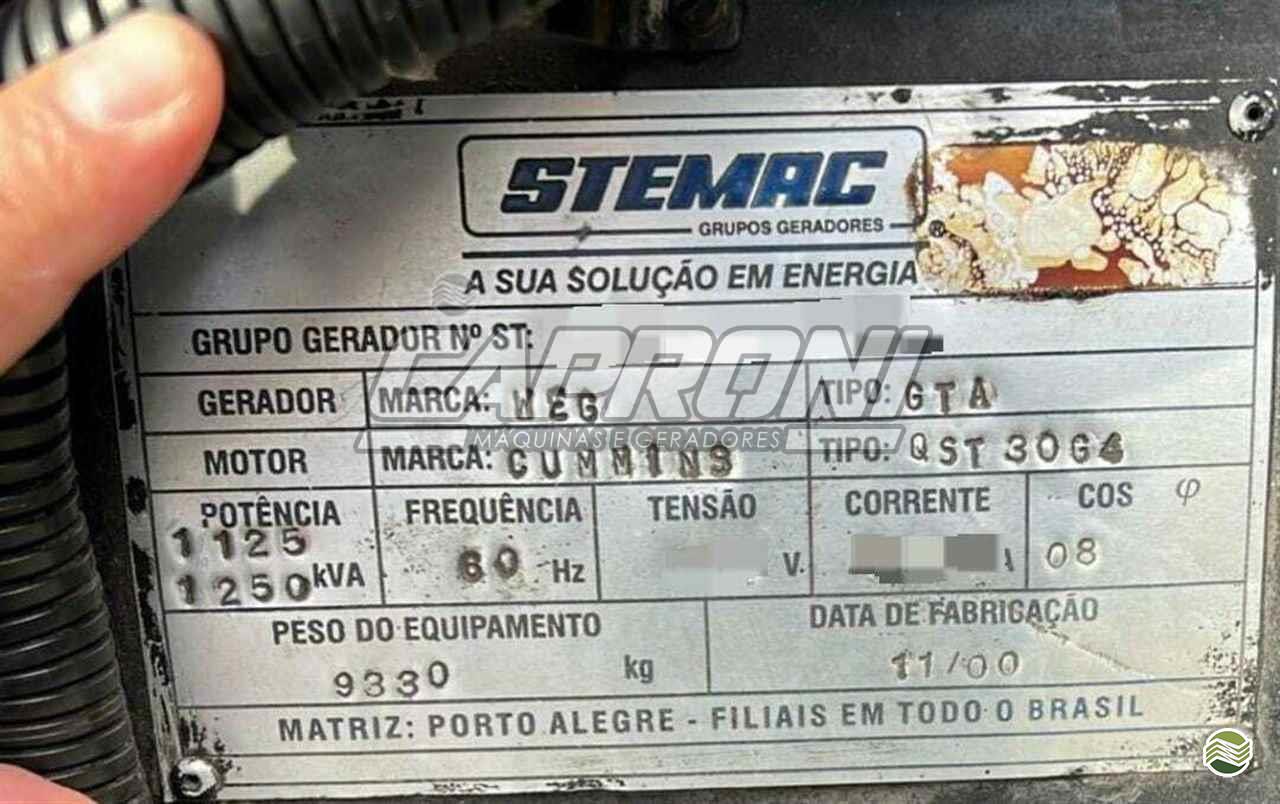 STEMAC
GRUPOS GERADORES
®
A SUA SOLUÇÃO EM ENERGIA
GRUPO GERADOR Nº ST:
CAPRONI
MÁQUINAS E GERADORES
GERADOR MARCA: WEG TIPO: GTA
MOTOR MARCA: CUMMINS TIPO: QST 30G4
POTÊNCIA FREQUÊNCIA TENSÃO CORRENTE COS φ
1125
1250 kVA 60 Hz V. A 08
PESO DO EQUIPAMENTO DATA DE FABRICAÇÃO
9330 kg 11/00
MATRIZ: PORTO ALEGRE - FILIAIS EM TODO O BRASIL